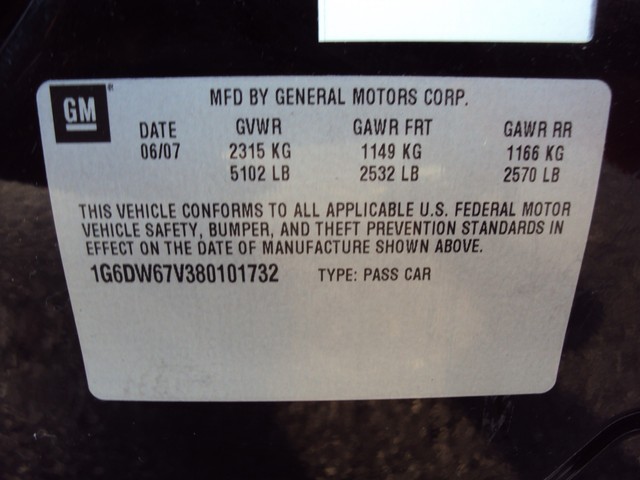 GM
MFD BY GENERAL MOTORS CORP.
DATE GVWR GAWR FRT GAWR RR
06/07 2315 KG 1149 KG 1166 KG
5102 LB 2532 LB 2570 LB
THIS VEHICLE CONFORMS TO ALL APPLICABLE U.S. FEDERAL MOTOR
VEHICLE SAFETY, BUMPER, AND THEFT PREVENTION STANDARDS IN
EFFECT ON THE DATE OF MANUFACTURE SHOWN ABOVE.
1G6DW67V380101732 TYPE: PASS CAR